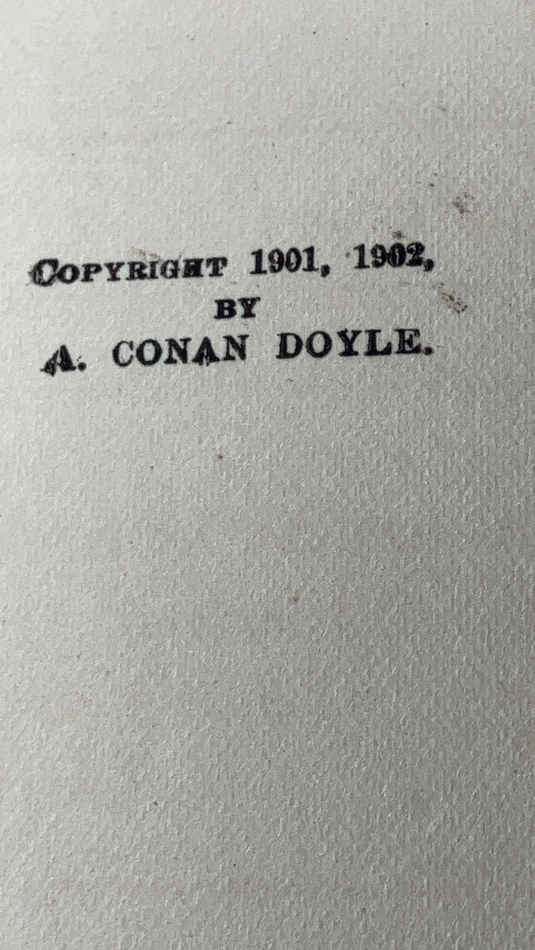 COPYRIGHT 1901, 1902,
BY
A. CONAN DOYLE.